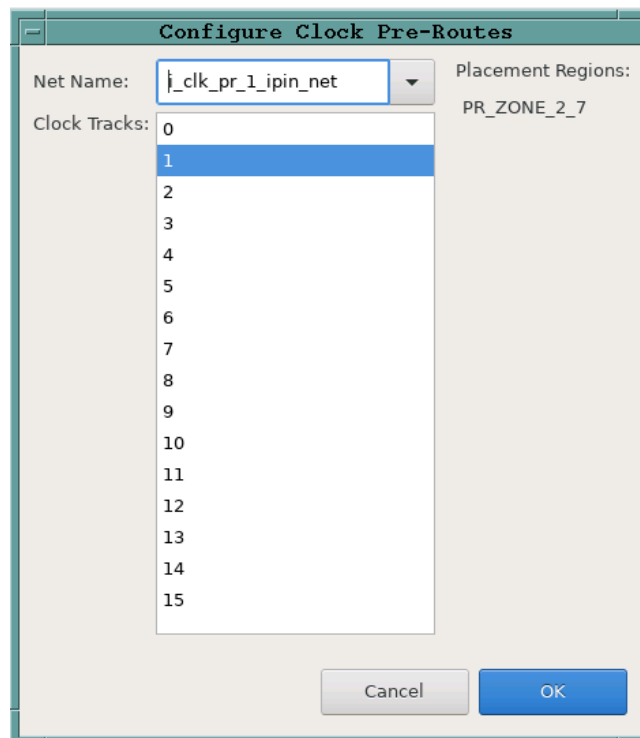 Configure Clock Pre-Routes
Net Name:
i_clk_pr_1_ipin_net
Placement Regions:
PR_ZONE_2_7
Clock Tracks:
0
1
2
3
4
5
6
7
8
9
10
11
12
13
14
15
Cancel
OK